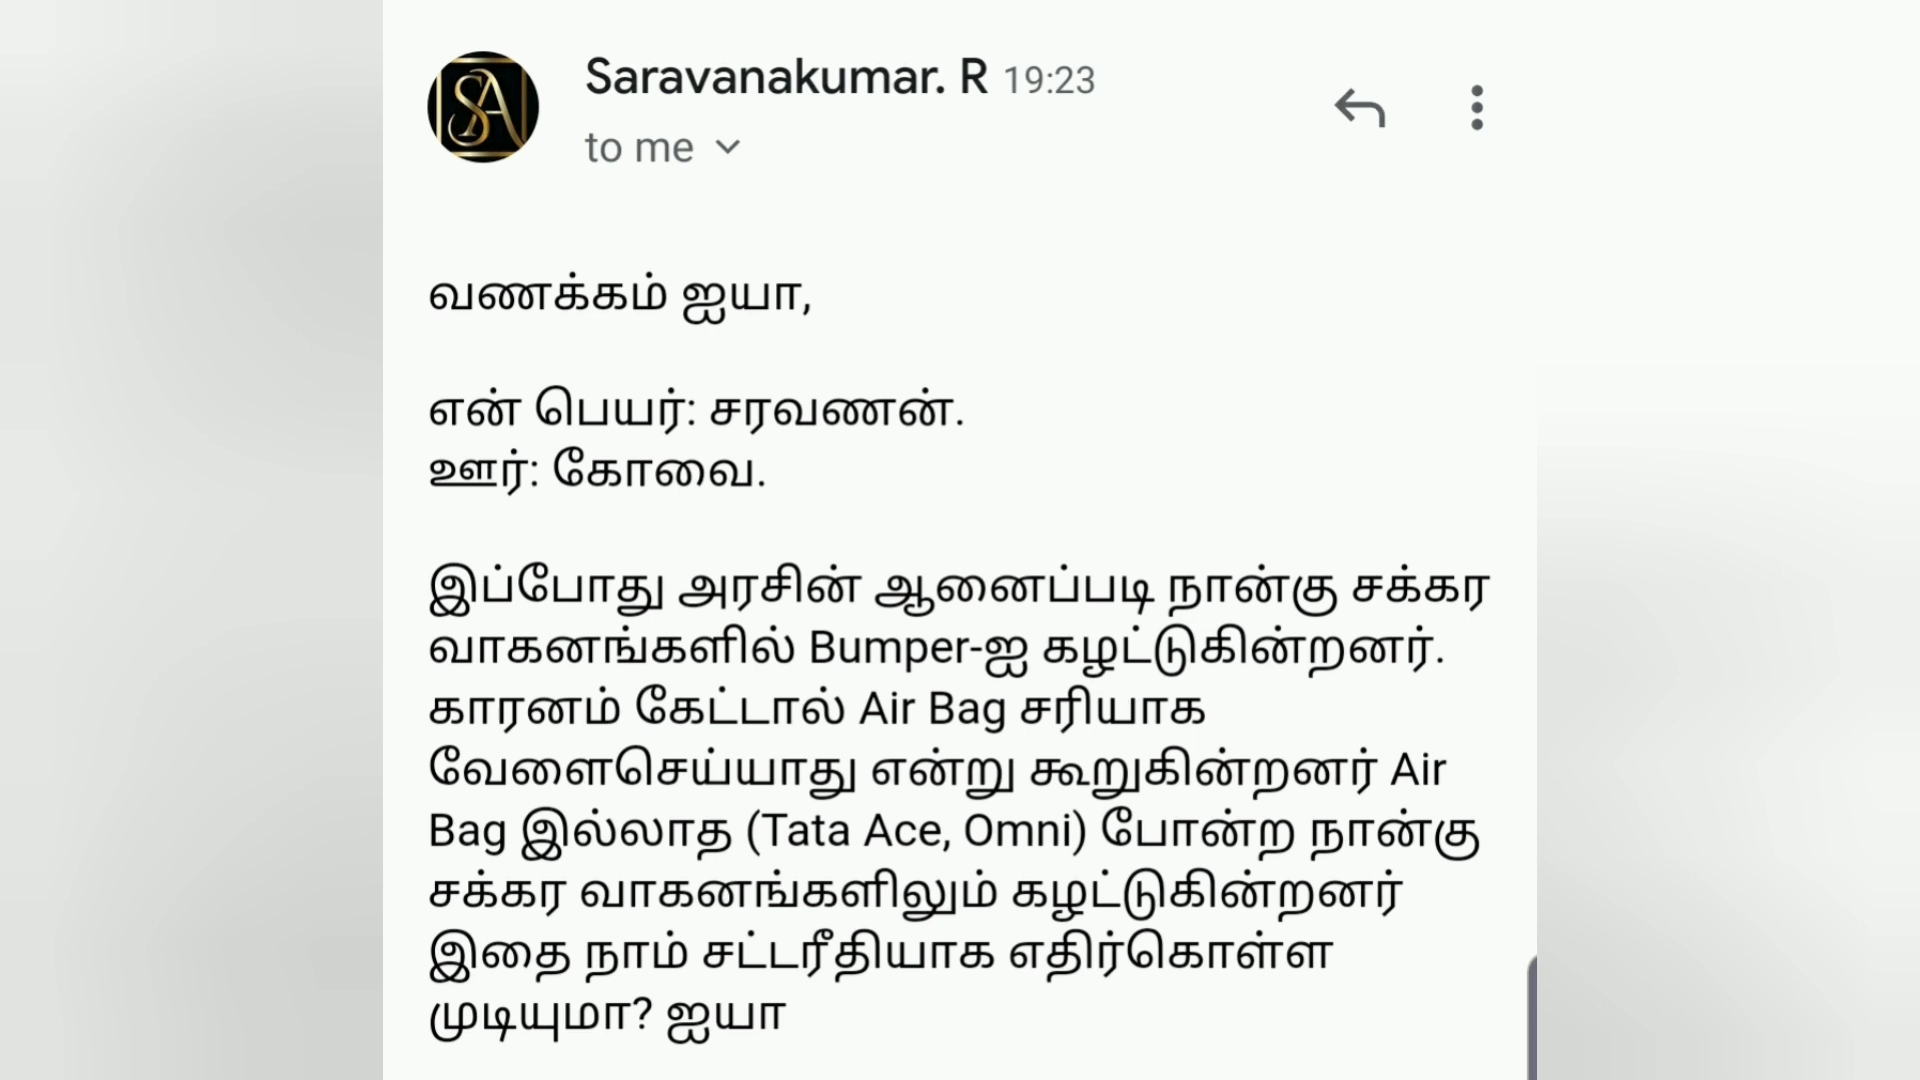 SA
Saravanakumar. R 19:23
to me
வணக்கம் ஐயா,
என் பெயர்: சரவணன்.
ஊர்: கோவை.
இப்போது அரசின் ஆனைப்படி நான்கு சக்கர
வாகனங்களில் Bumper-ஐ கழட்டுகின்றனர்.
காரனம் கேட்டால் Air Bag சரியாக
வேளைசெய்யாது என்று கூறுகின்றனர் Air
Bag இல்லாத (Tata Ace, Omni) போன்ற நான்கு
சக்கர வாகனங்களிலும் கழட்டுகின்றனர்
இதை நாம் சட்டரீதியாக எதிர்கொள்ள
முடியுமா? ஐயா